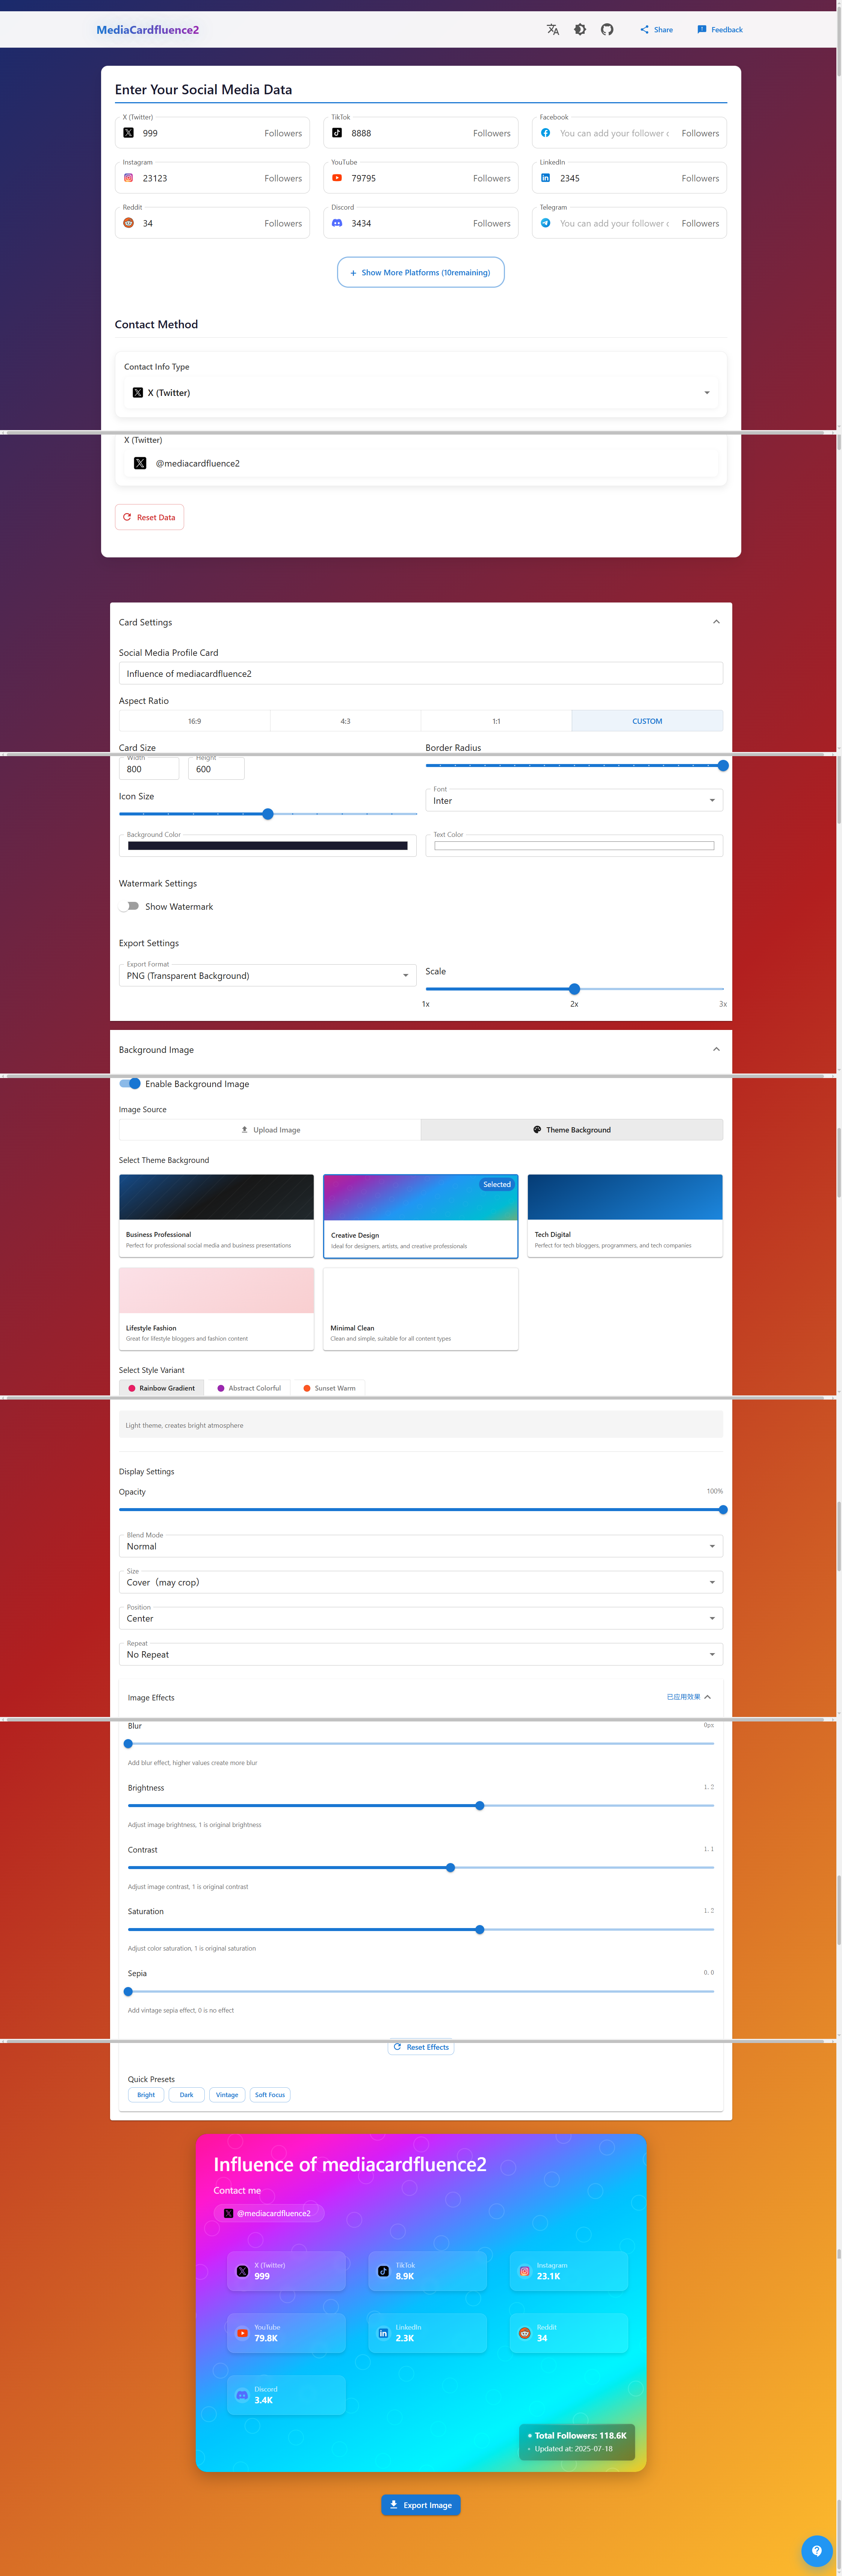 MediaCardfluence2
Share
Feedback
Enter Your Social Media Data
X (Twitter)
999 Followers
TikTok
8888 Followers
Facebook
You can add your follower c Followers
Instagram
23123 Followers
YouTube
79795 Followers
LinkedIn
2345 Followers
Reddit
34 Followers
Discord
3434 Followers
Telegram
You can add your follower c Followers
+ Show More Platforms (10remaining)
Contact Method
Contact Info Type
X (Twitter)
X (Twitter)
@mediacardfluence2
Reset Data
Card Settings
Social Media Profile Card
Influence of mediacardfluence2
Aspect Ratio
16:9
4:3
1:1
CUSTOM
Card Size
Border Radius
Width
800
Height
600
Icon Size
Font
Inter
Background Color
Text Color
Watermark Settings
Show Watermark
Export Settings
Export Format
PNG (Transparent Background)
Scale
1x
2x
3x
Background Image
Enable Background Image
Image Source
Upload Image
Theme Background
Select Theme Background
Selected
Business Professional
Perfect for professional social media and business presentations
Creative Design
Ideal for designers, artists, and creative professionals
Tech Digital
Perfect for tech bloggers, programmers, and tech companies
Lifestyle Fashion
Great for lifestyle bloggers and fashion content
Minimal Clean
Clean and simple, suitable for all content types
Select Style Variant
Rainbow Gradient
Abstract Colorful
Sunset Warm
Light theme, creates bright atmosphere
Display Settings
Opacity
100%
Blend Mode
Normal
Size
Cover（may crop）
Position
Center
Repeat
No Repeat
Image Effects
已应用效果
Blur
0px
Add blur effect, higher values create more blur
Brightness
1.2
Adjust image brightness, 1 is original brightness
Contrast
1.1
Adjust image contrast, 1 is original contrast
Saturation
1.2
Adjust color saturation, 1 is original saturation
Sepia
0.0
Add vintage sepia effect, 0 is no effect
Reset Effects
Quick Presets
Bright
Dark
Vintage
Soft Focus
Influence of mediacardfluence2
Contact me
@mediacardfluence2
X (Twitter)
999
TikTok
8.9K
Instagram
23.1K
YouTube
79.8K
LinkedIn
2.3K
Reddit
34
Discord
3.4K
Total Followers: 118.6K
Updated at: 2025-07-18
Export Image